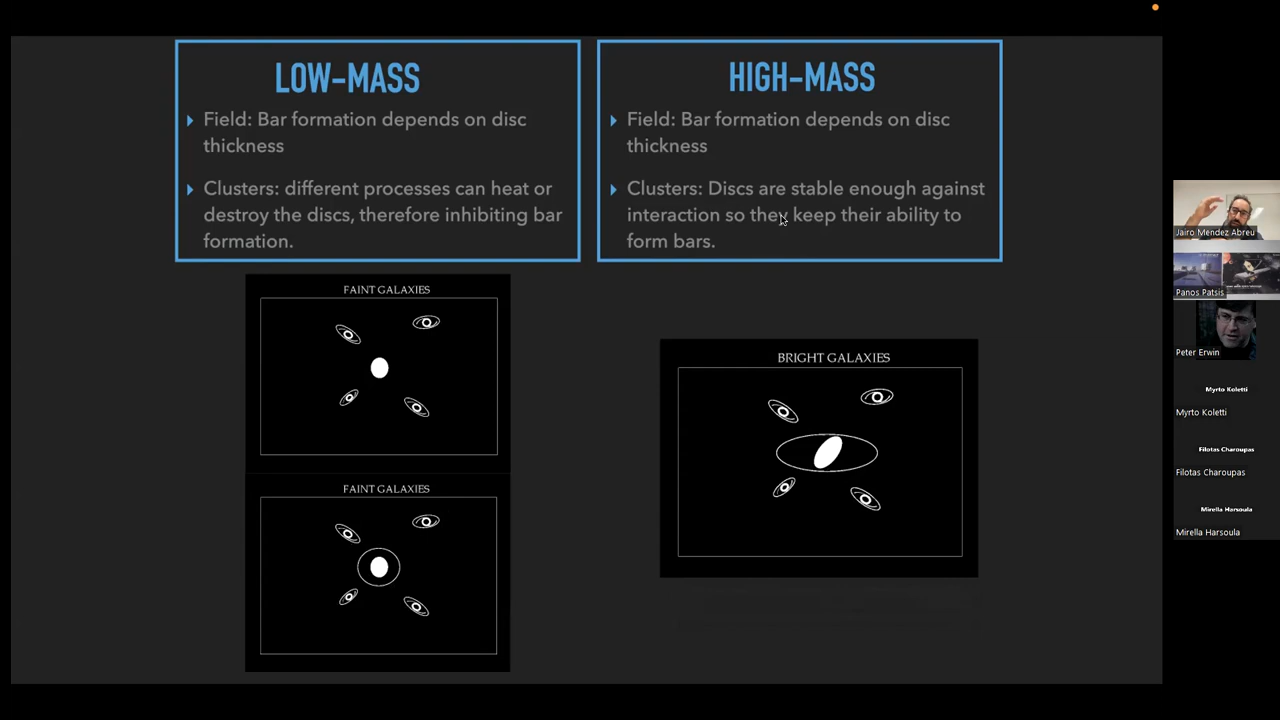 LOW-MASS
Field: Bar formation depends on disc
thickness
Clusters: different processes can heat or
destroy the discs, therefore inhibiting bar
formation.
HIGH-MASS
Field: Bar formation depends on disc
thickness
Clusters: Discs are stable enough against
interaction so they keep their ability to
form bars.
FAINT GALAXIES
FAINT GALAXIES
BRIGHT GALAXIES
Jairo Méndez Abreu
Panos Patsis
Peter Erwin
Myrto Koletti
Myrto Koletti
Filotas Charoupas
Filotas Charoupas
Mirella Harsoula
Mirella Harsoula